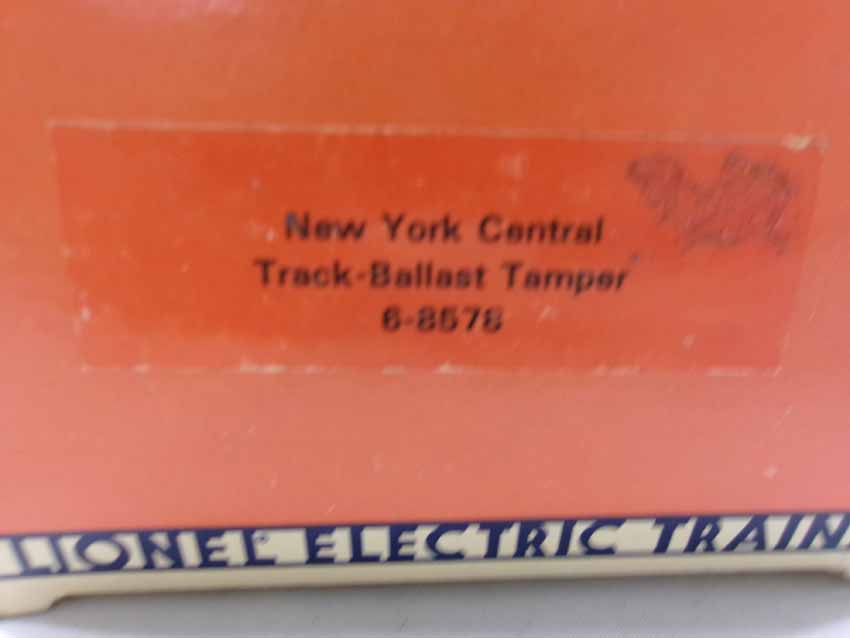 New York Central
Track-Ballast Tamper
6-8578
LIONEL ELECTRIC TRAIN